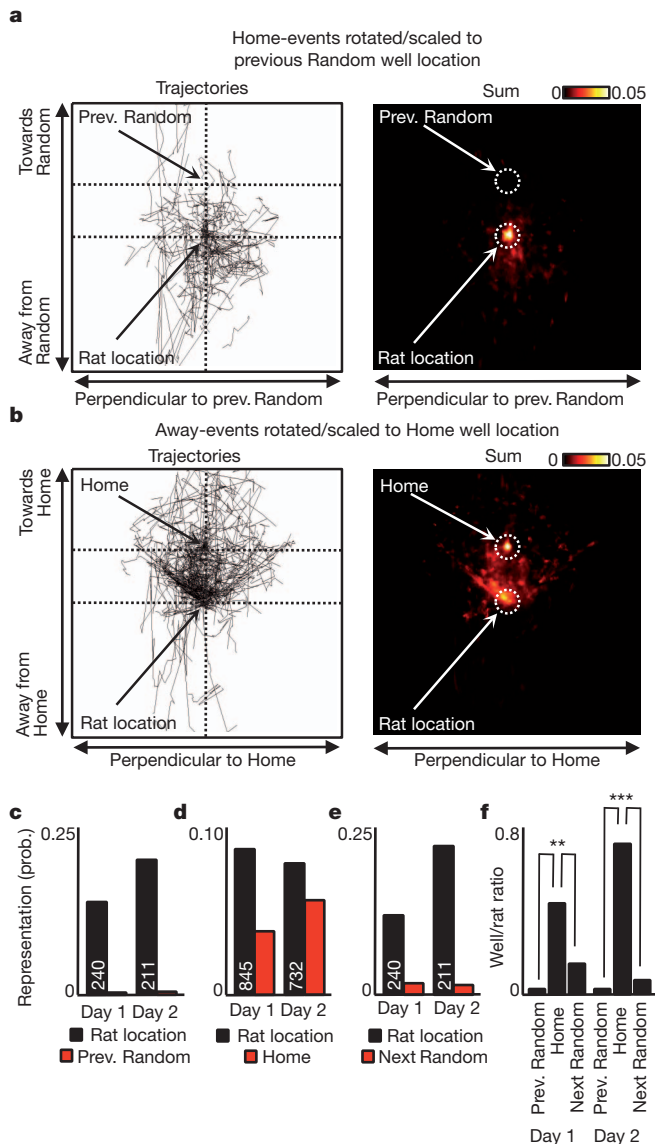 a
Home-events rotated/scaled to
previous Random well location
Trajectories
Sum 0 0.05
Towards
Random
Away from
Random
Prev. Random
Rat location
Perpendicular to prev. Random
Prev. Random
Rat location
Perpendicular to prev. Random
b
Away-events rotated/scaled to Home well location
Trajectories
Sum 0 0.05
Towards
Home
Away from
Home
Home
Rat location
Perpendicular to Home
Home
Rat location
Perpendicular to Home
c
Representation (prob.)
0.25
0
240
211
Day 1 Day 2
Rat location
Prev. Random
d
0.10
0
845
732
Day 1 Day 2
Rat location
Home
e
0.25
0
240
211
Day 1 Day 2
Rat location
Next Random
f
Well/rat ratio
0.8
0
**
***
Prev. Random
Home
Next Random
Prev. Random
Home
Next Random
Day 1 Day 2